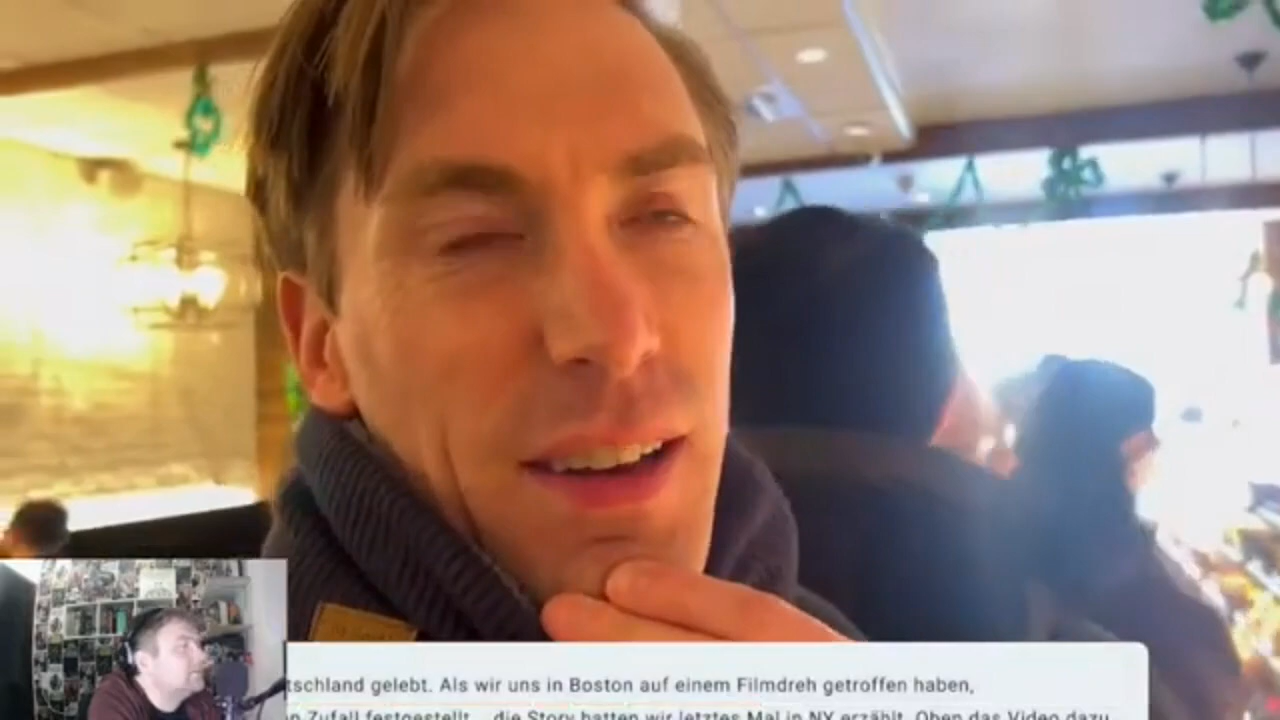 tschland gelebt. Als wir uns in Boston auf einem Filmdreh getroffen haben,
Zufall festgestellt die Story hatten wir letztes Mal in NY erzählt. Oben das Video dazu